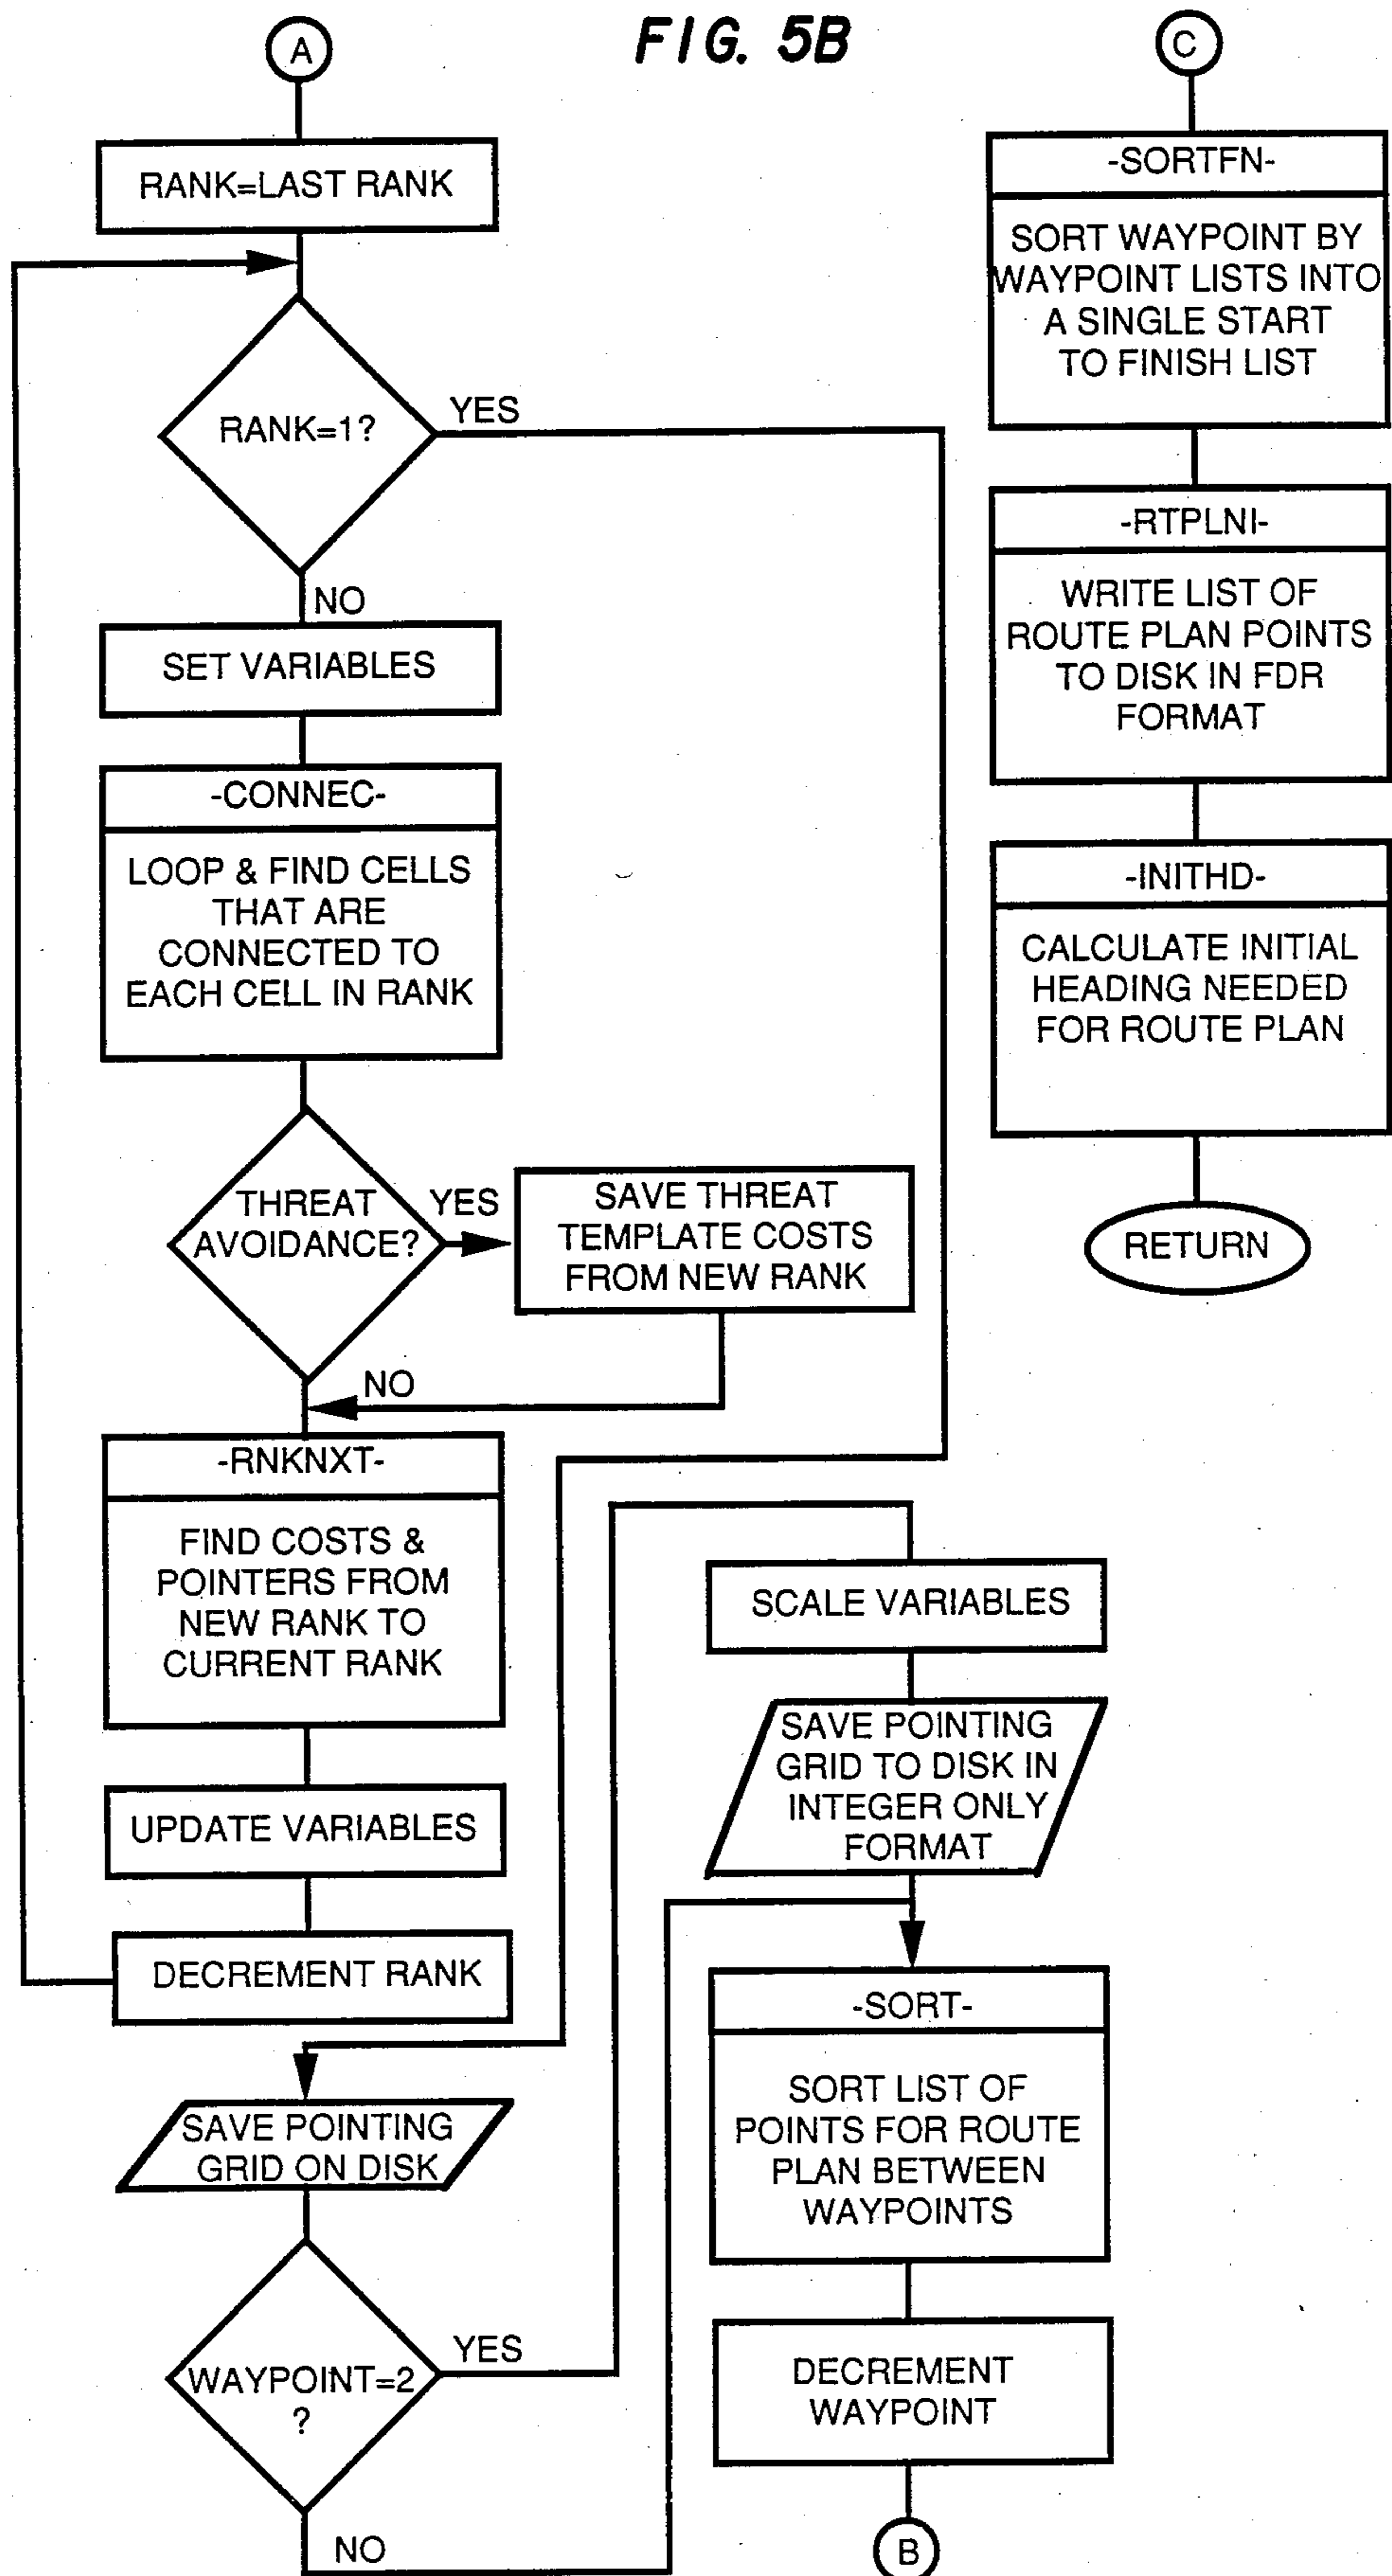 FIG. 5B
A
RANK=LAST RANK
RANK=1?
YES
NO
SET VARIABLES
-CONNEC-
LOOP & FIND CELLS
THAT ARE
CONNECTED TO
EACH CELL IN RANK
THREAT
AVOIDANCE?
YES
SAVE THREAT
TEMPLATE COSTS
FROM NEW RANK
NO
-RNKNXT-
FIND COSTS &
POINTERS FROM
NEW RANK TO
CURRENT RANK
UPDATE VARIABLES
DECREMENT RANK
SAVE POINTING
GRID ON DISK
WAYPOINT=2
?
YES
NO
SCALE VARIABLES
SAVE POINTING
GRID TO DISK IN
INTEGER ONLY
FORMAT
-SORT-
SORT LIST OF
POINTS FOR ROUTE
PLAN BETWEEN
WAYPOINTS
DECREMENT
WAYPOINT
B
C
-SORTFN-
SORT WAYPOINT BY
WAYPOINT LISTS INTO
A SINGLE START
TO FINISH LIST
-RTPLNI-
WRITE LIST OF
ROUTE PLAN POINTS
TO DISK IN FDR
FORMAT
-INITHD-
CALCULATE INITIAL
HEADING NEEDED
FOR ROUTE PLAN
RETURN